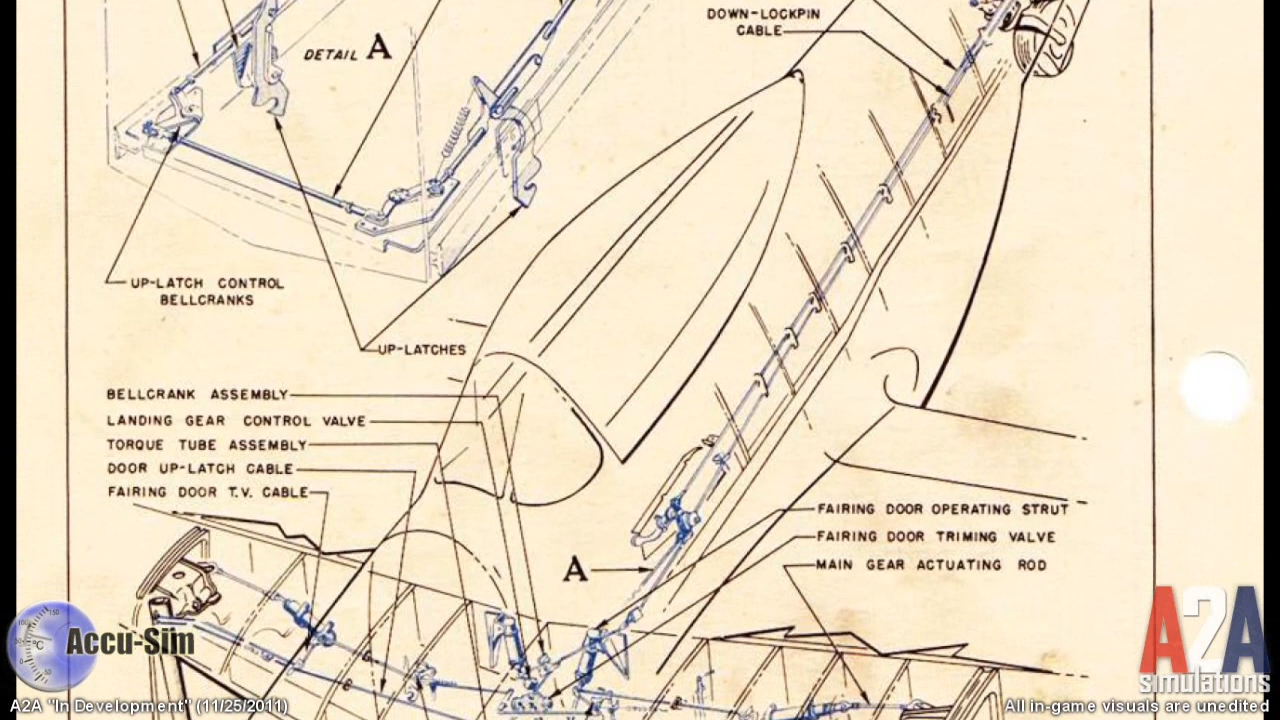 DOWN-LOCKPIN
CABLE
DETAIL A
UP-LATCH CONTROL
BELLCRANKS
UP-LATCHES
BELLCRANK ASSEMBLY
LANDING GEAR CONTROL VALVE
TORQUE TUBE ASSEMBLY
DOOR UP-LATCH CABLE
FAIRING DOOR T.V. CABLE
FAIRING DOOR OPERATING STRUT
FAIRING DOOR TRIMING VALVE
MAIN GEAR ACTUATING ROD
A
Accu-Sim
A2A
simulations
A2A "In Development" (11/25/2011)
All in-game visuals are unedited